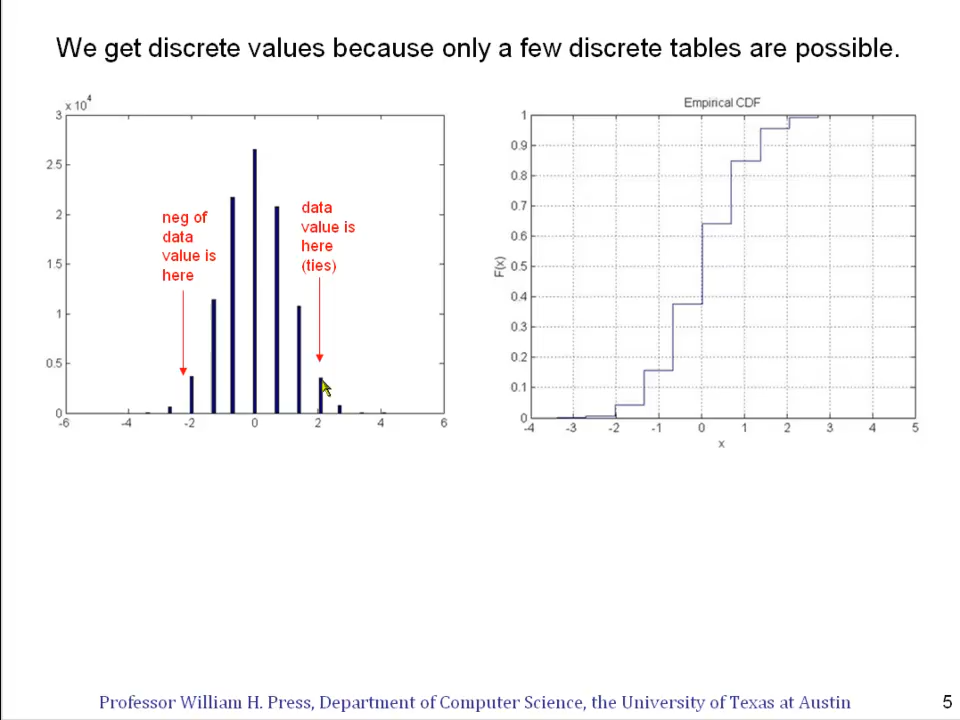 We get discrete values because only a few discrete tables are possible.
x 10^4
3
2.5
2
1.5
1
0.5
0
-6
-4
-2
0
2
4
6
neg of
data
value is
here
data
value is
here
(ties)
Empirical CDF
1
0.9
0.8
0.7
0.6
0.5
0.4
0.3
0.2
0.1
0
F(x)
-4
-3
-2
-1
0
1
2
3
4
5
x
Professor William H. Press, Department of Computer Science, the University of Texas at Austin
5